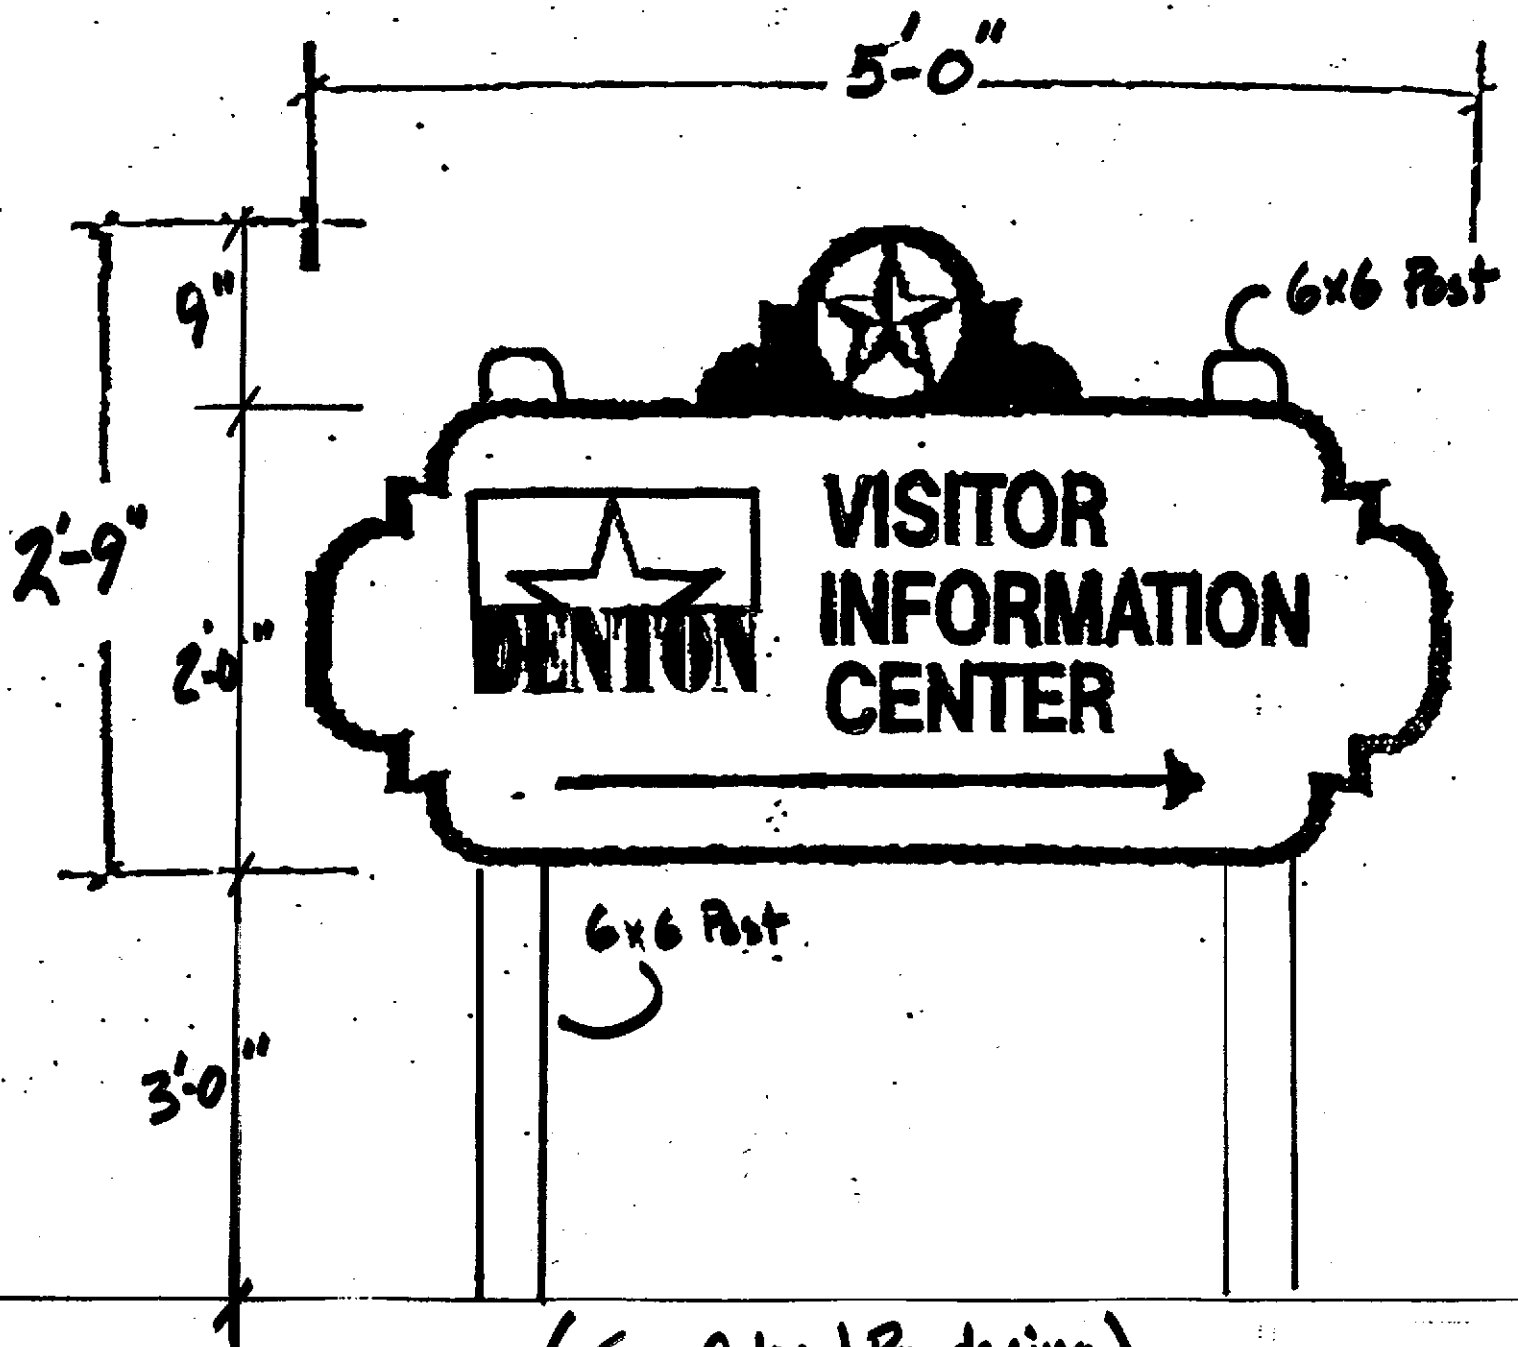 5'-0"
9"
6x6 Post
2'-9"
VISITOR
INFORMATION
CENTER
DENTON
2'-0"
6x6 Post
3'-0"